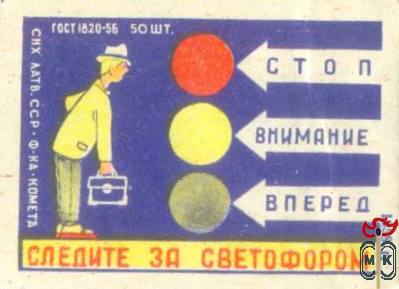 ГОСТ 1820-56 50 ШТ.
СНХ ЛАТВ. ССР · Ф-КА · КОМЕТА
СТОП
ВНИМАНИЕ
ВПЕРЕД
СЛЕДИТЕ ЗА СВЕТОФОРОМ
МК